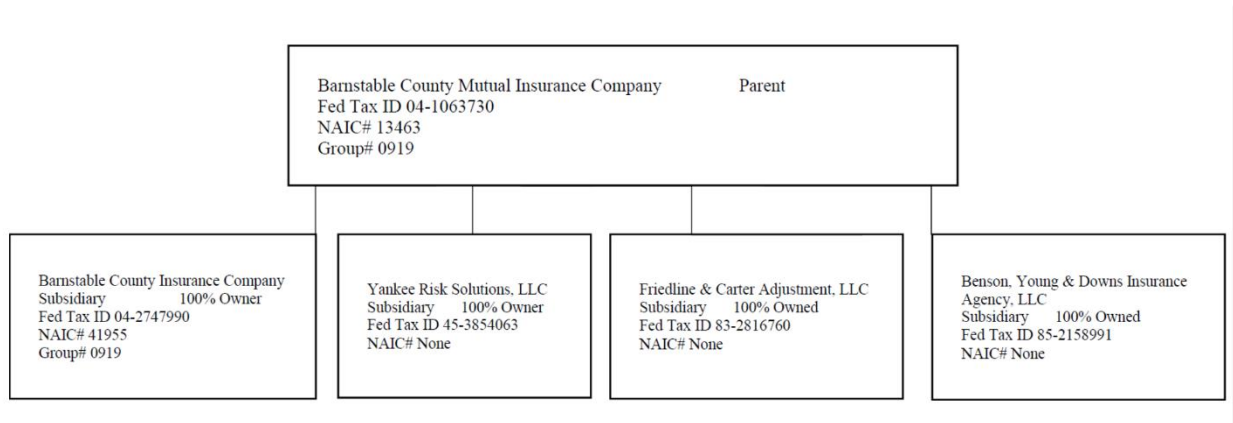 Barnstable County Mutual Insurance Company Parent
Fed Tax ID 04-1063730
NAIC# 13463
Group# 0919
Barnstable County Insurance Company
Subsidiary 100% Owner
Fed Tax ID 04-2747990
NAIC# 41955
Group# 0919
Yankee Risk Solutions, LLC
Subsidiary 100% Owner
Fed Tax ID 45-3854063
NAIC# None
Friedline & Carter Adjustment, LLC
Subsidiary 100% Owned
Fed Tax ID 83-2816760
NAIC# None
Benson, Young & Downs Insurance
Agency, LLC
Subsidiary 100% Owned
Fed Tax ID 85-2158991
NAIC# None